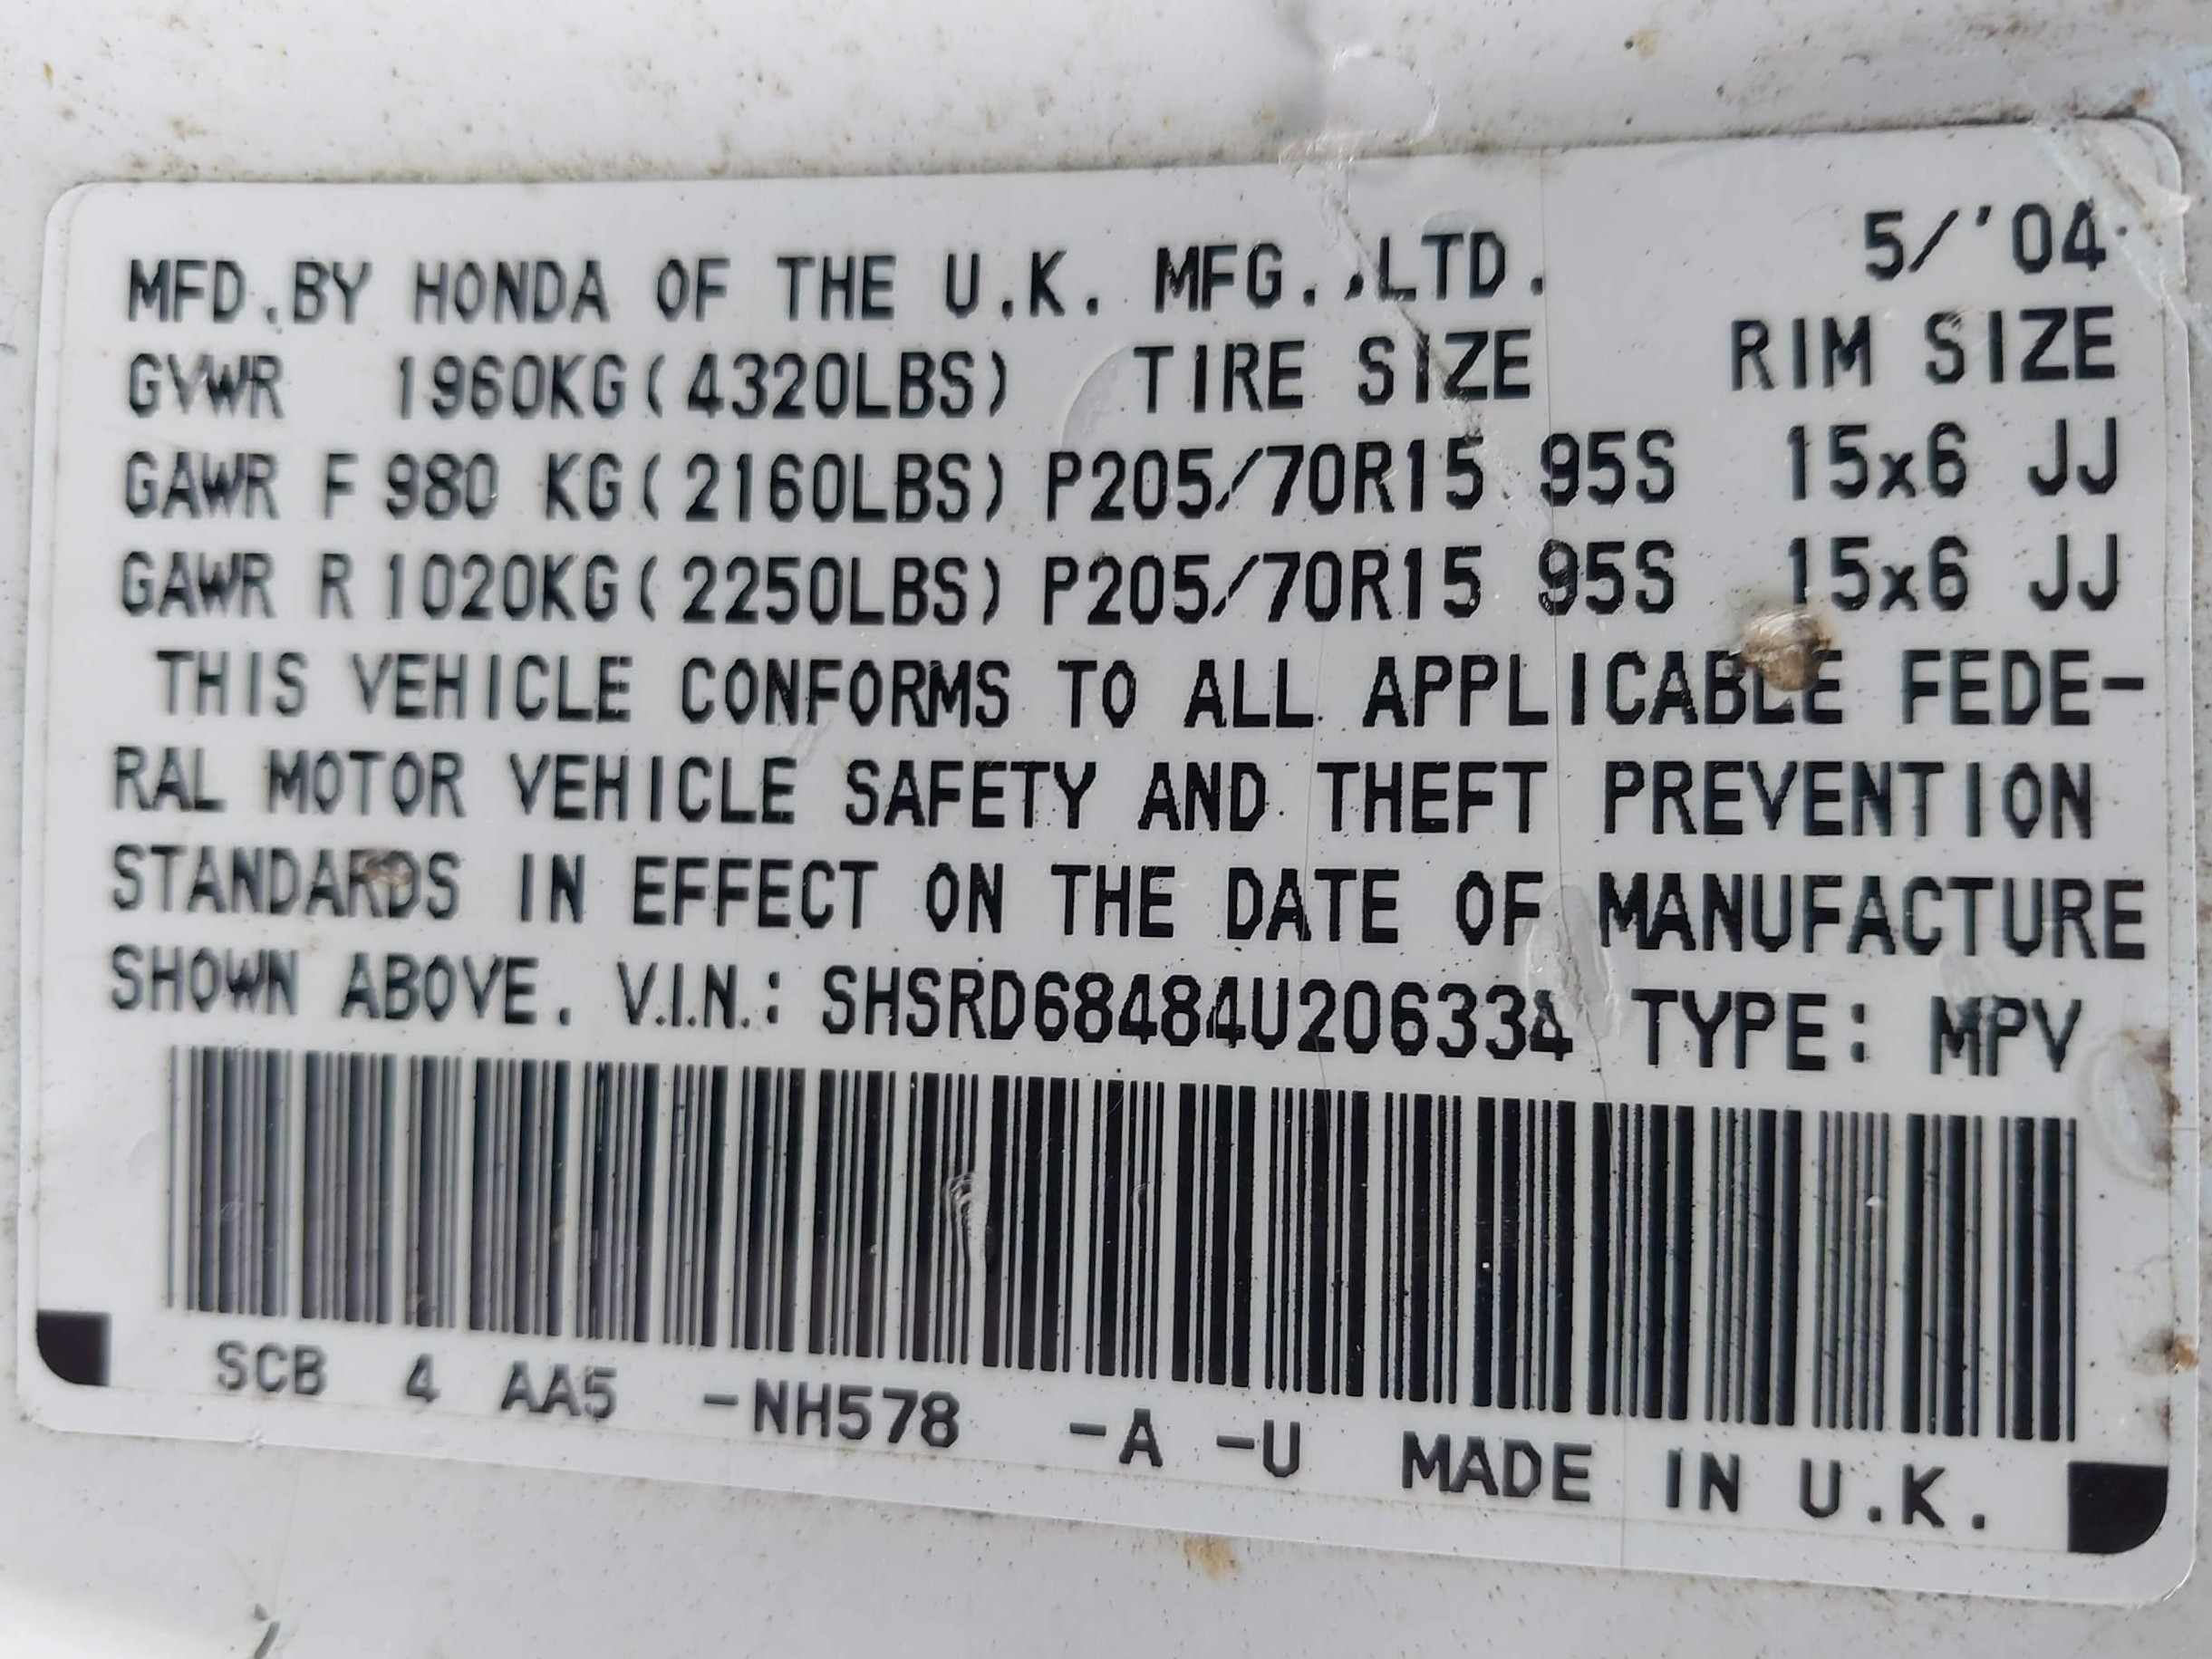 MFD.BY HONDA OF THE U.K. MFG.,LTD. 5/'04
GVWR 1960KG(4320LBS) TIRE SIZE RIM SIZE
GAWR F 980 KG(2160LBS) P205/70R15 95S 15x6 JJ
GAWR R 1020KG(2250LBS) P205/70R15 95S 15x6 JJ
THIS VEHICLE CONFORMS TO ALL APPLICABLE FEDE-
RAL MOTOR VEHICLE SAFETY AND THEFT PREVENTION
STANDARDS IN EFFECT ON THE DATE OF MANUFACTURE
SHOWN ABOVE. V.I.N.: SHSRD68484U206334 TYPE: MPV
SCB 4 AA5 -NH578 -A -U MADE IN U.K.